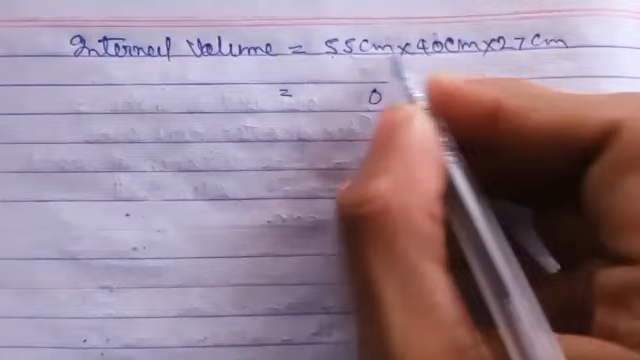 Internal Volume = 55cm×40cm×27cm
= 0